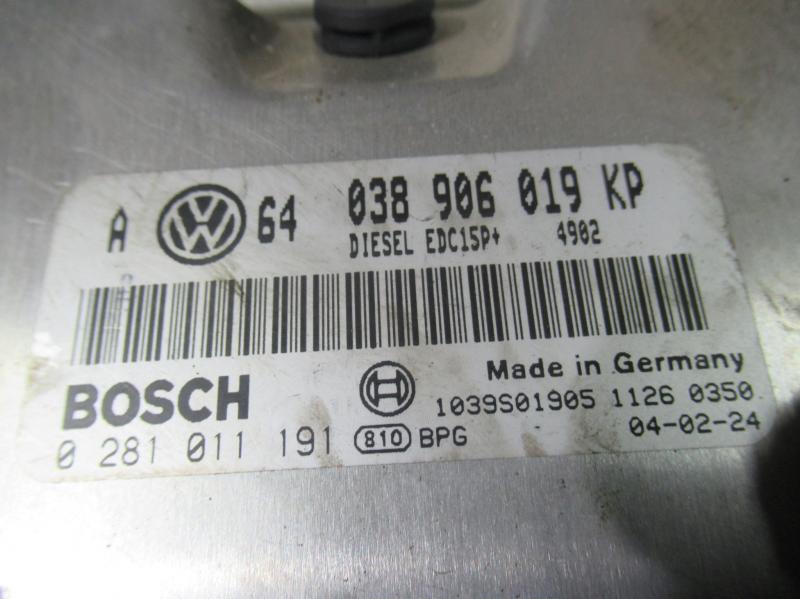 A VW 64 038 906 019 KP
DIESEL EDC15P+ 4902
Made in Germany
BOSCH
1039S01905 1126 0350
0 281 011 191 810 BPG
04-02-24